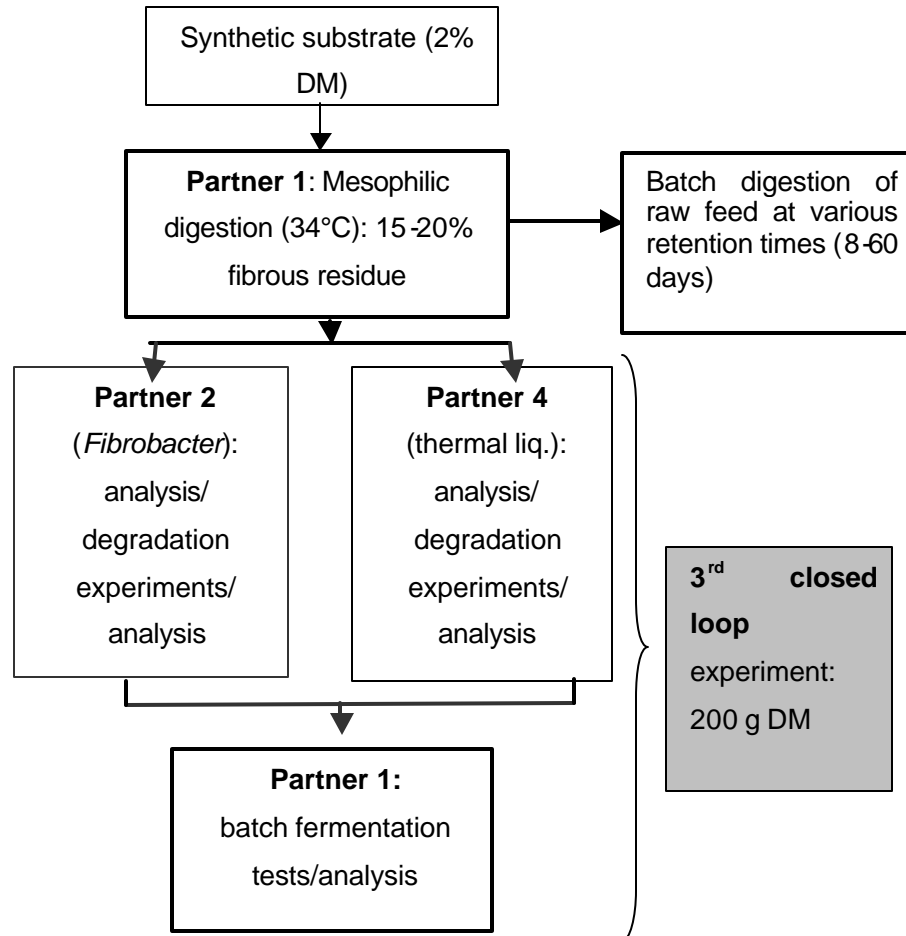 Synthetic substrate (2%
DM)
Partner 1: Mesophilic
digestion (34°C): 15-20%
fibrous residue
Batch digestion of
raw feed at various
retention times (8-60
days)
Partner 2
(Fibrobacter):
analysis/
degradation
experiments/
analysis
Partner 4
(thermal liq.):
analysis/
degradation
experiments/
analysis
3rd closed
loop
experiment:
200 g DM
Partner 1:
batch fermentation
tests/analysis